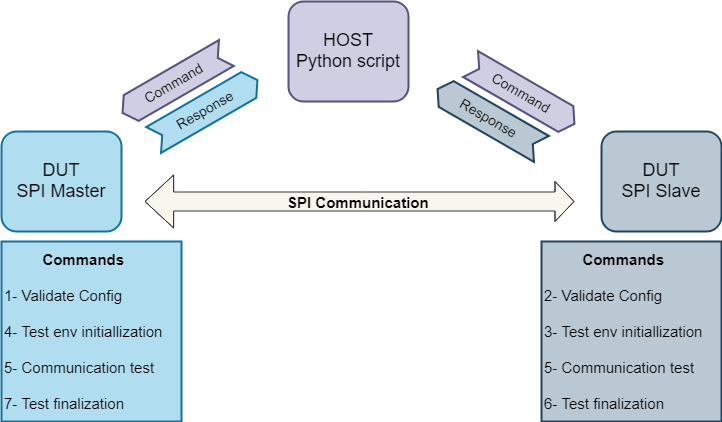 HOST
Python script
Command
Response
Command
Response
DUT
SPI Master
SPI Communication
DUT
SPI Slave
Commands
1- Validate Config
4- Test env initiallization
5- Communication test
7- Test finalization
Commands
2- Validate Config
3- Test env initiallization
5- Communication test
6- Test finalization